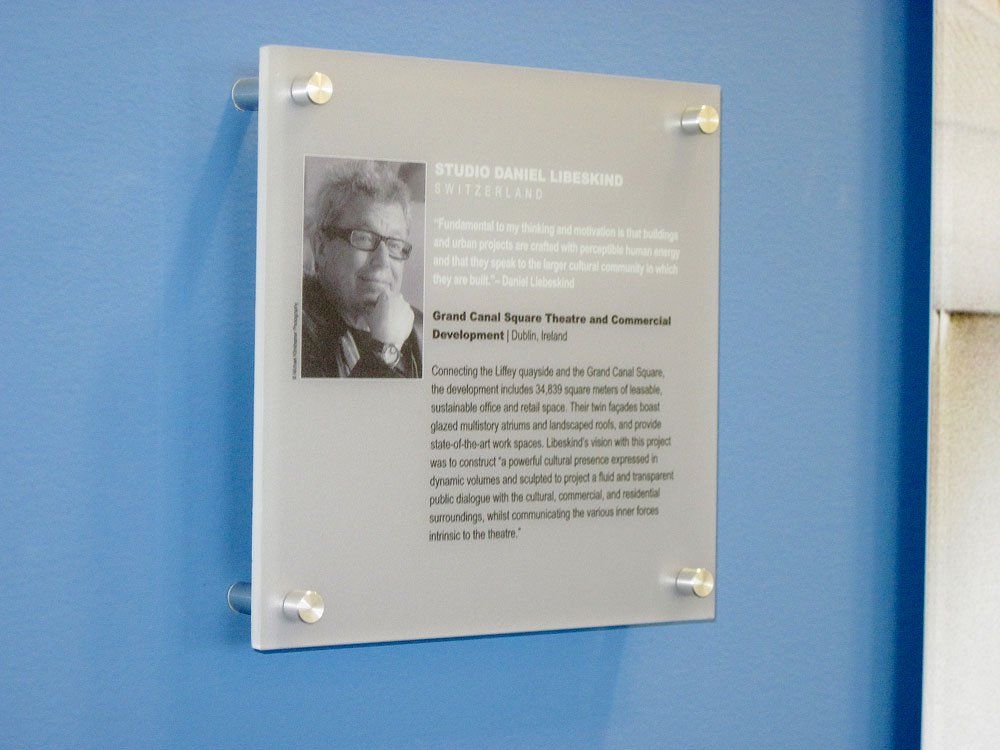 STUDIO DANIEL LIBESKIND
SWITZERLAND
"Fundamental to my thinking and motivation is that buildings
and urban projects are crafted with perceptible human energy
and that they speak to the larger cultural community in which
they are built." – Daniel Liebeskind
Grand Canal Square Theatre and Commercial
Development | Dublin, Ireland
Connecting the Liffey quayside and the Grand Canal Square,
the development includes 34,839 square meters of leasable,
sustainable office and retail space. Their twin façades boast
glazed multistory atriums and landscaped roofs, and provide
state-of-the-art work spaces. Libeskind's vision with this project
was to construct "a powerful cultural presence expressed in
dynamic volumes and sculpted to project a fluid and transparent
public dialogue with the cultural, commercial, and residential
surroundings, whilst communicating the various inner forces
intrinsic to the theatre."